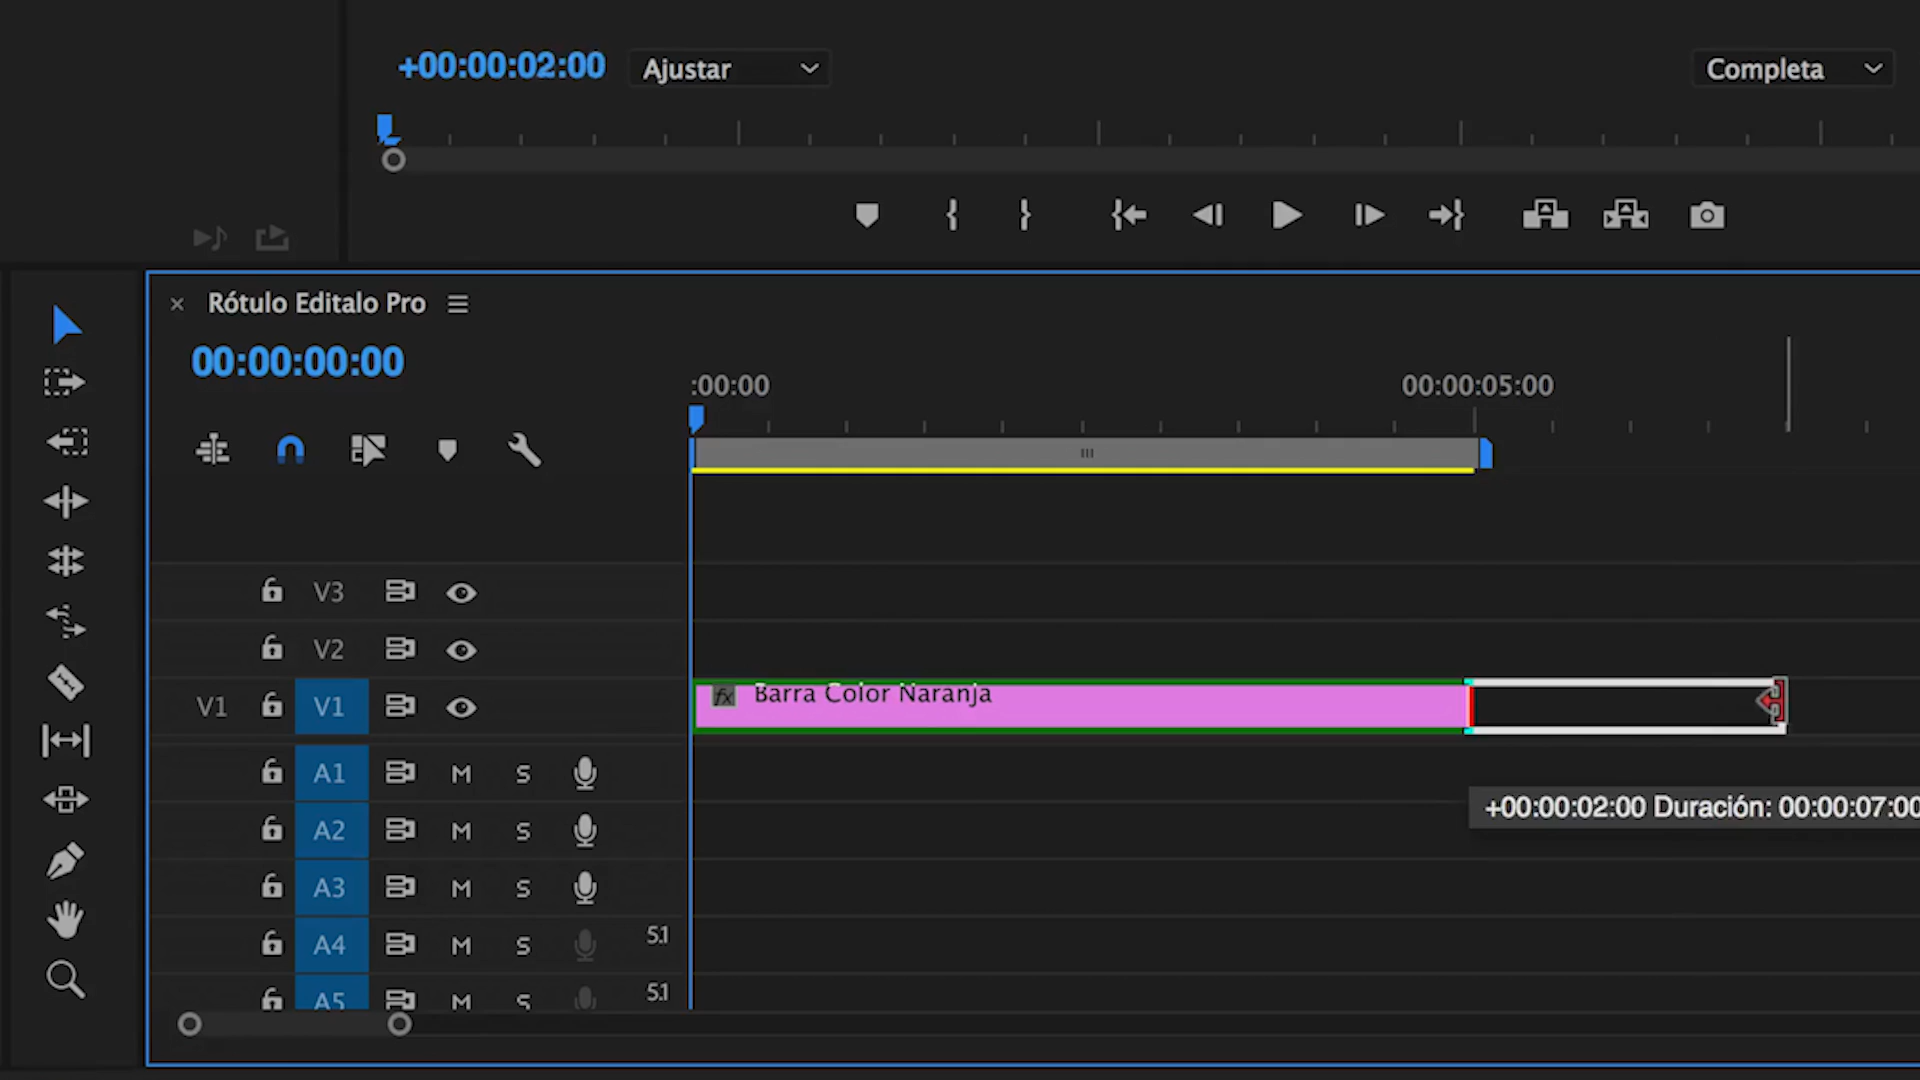 +00:00:02:00 Ajustar Completa
Rótulo Editalo Pro
00:00:00:00
:00:00 00:00:05:00
V3
V2
V1 V1 fx Barra Color Naranja
A1 M S
+00:00:02:00 Duración: 00:00:07:00
A2 M S
A3 M S
A4 M S 5.1
A5 M S 5.1